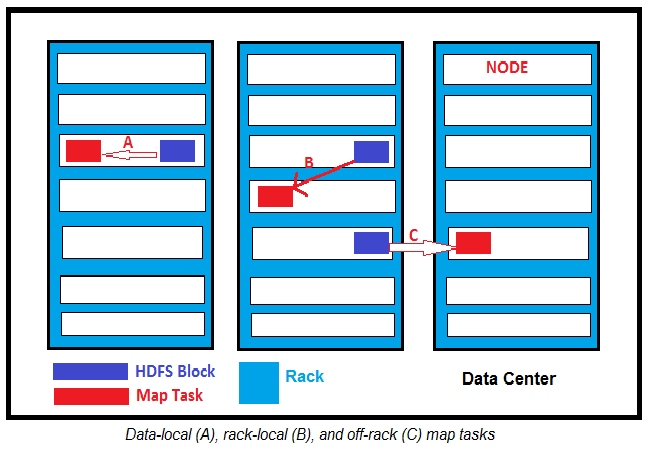 NODE
A
B
C
HDFS Block
Map Task
Rack
Data Center
Data-local (A), rack-local (B), and off-rack (C) map tasks